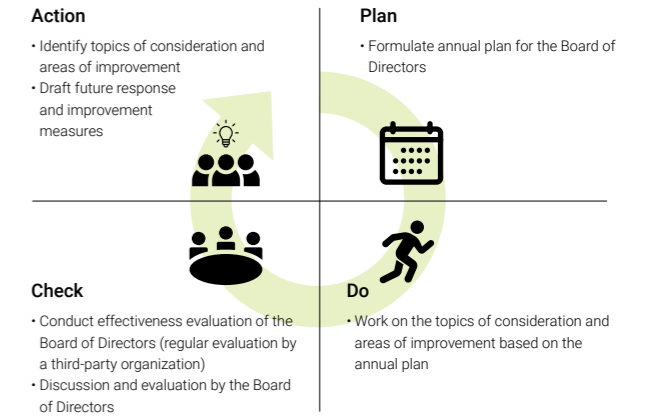 Action
• Identify topics of consideration and
areas of improvement
• Draft future response
and improvement
measures
Plan
• Formulate annual plan for the Board of
Directors
Check
• Conduct effectiveness evaluation of the
Board of Directors (regular evaluation by
a third-party organization)
• Discussion and evaluation by the Board
of Directors
Do
• Work on the topics of consideration and
areas of improvement based on the
annual plan